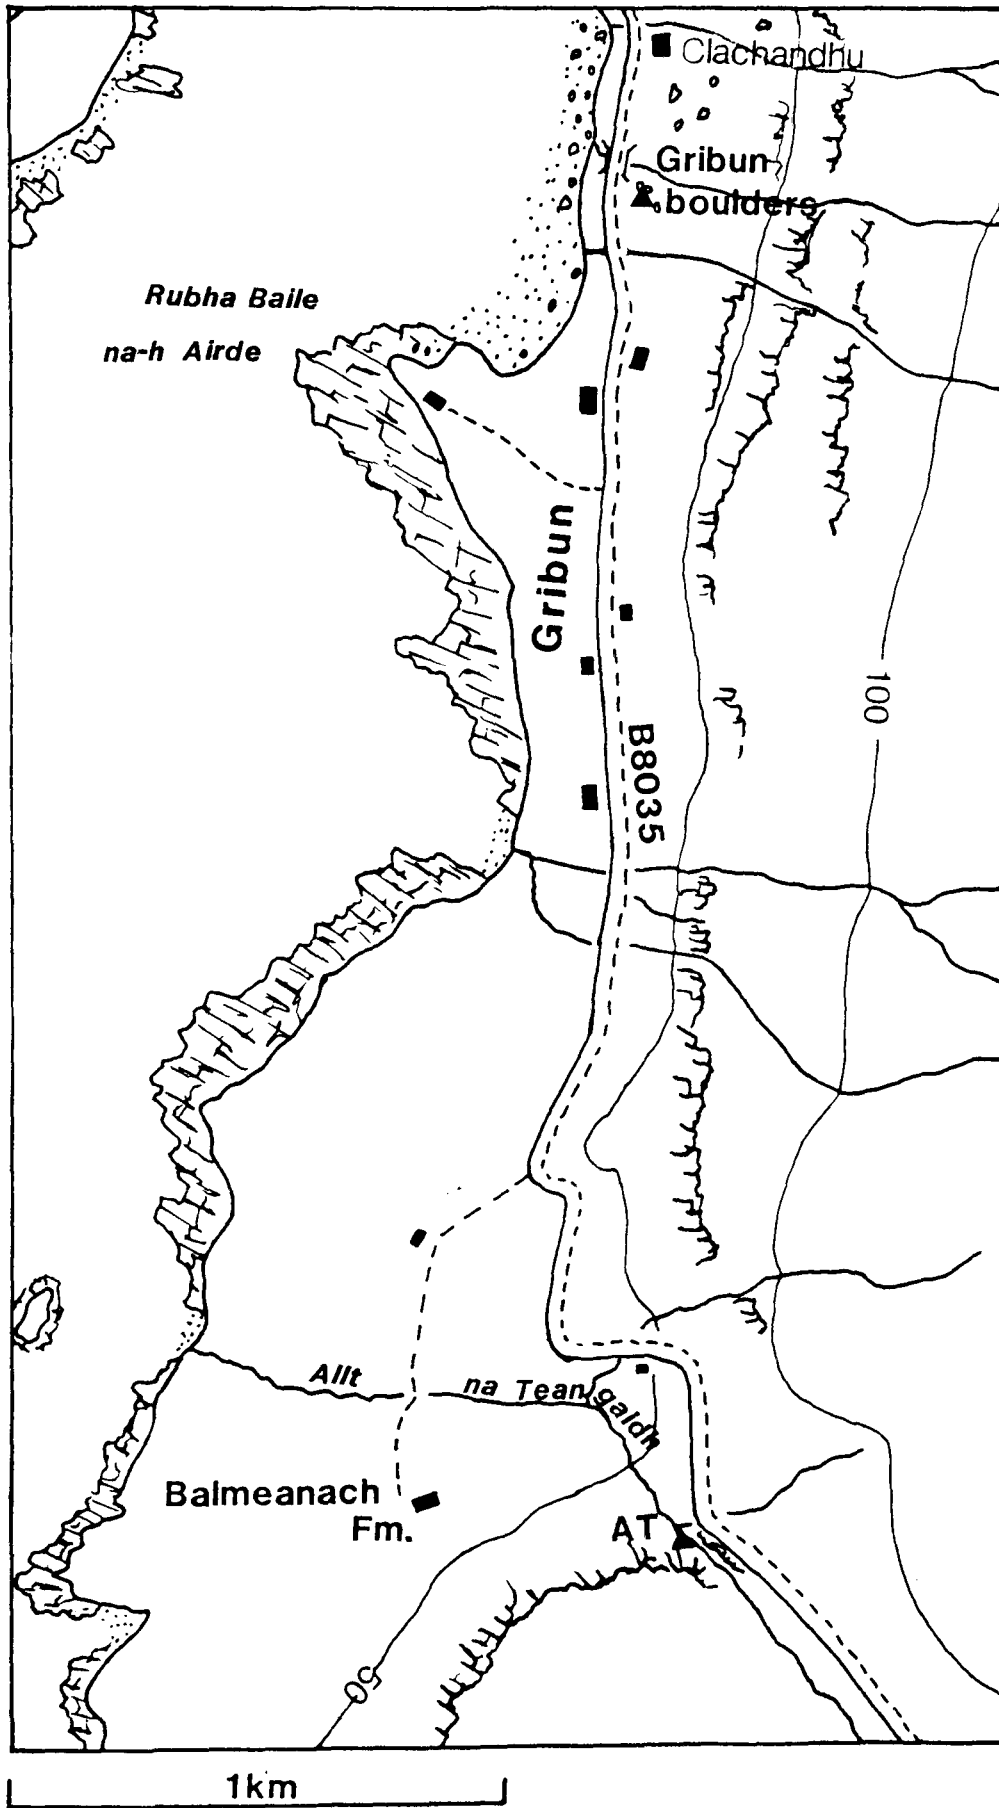 Clachandhu
Gribun
boulders
Rubha Baile
na-h Airde
Gribun
100
B8035
Allt na Teangaidh
Balmeanach
Fm.
AT
50
1km